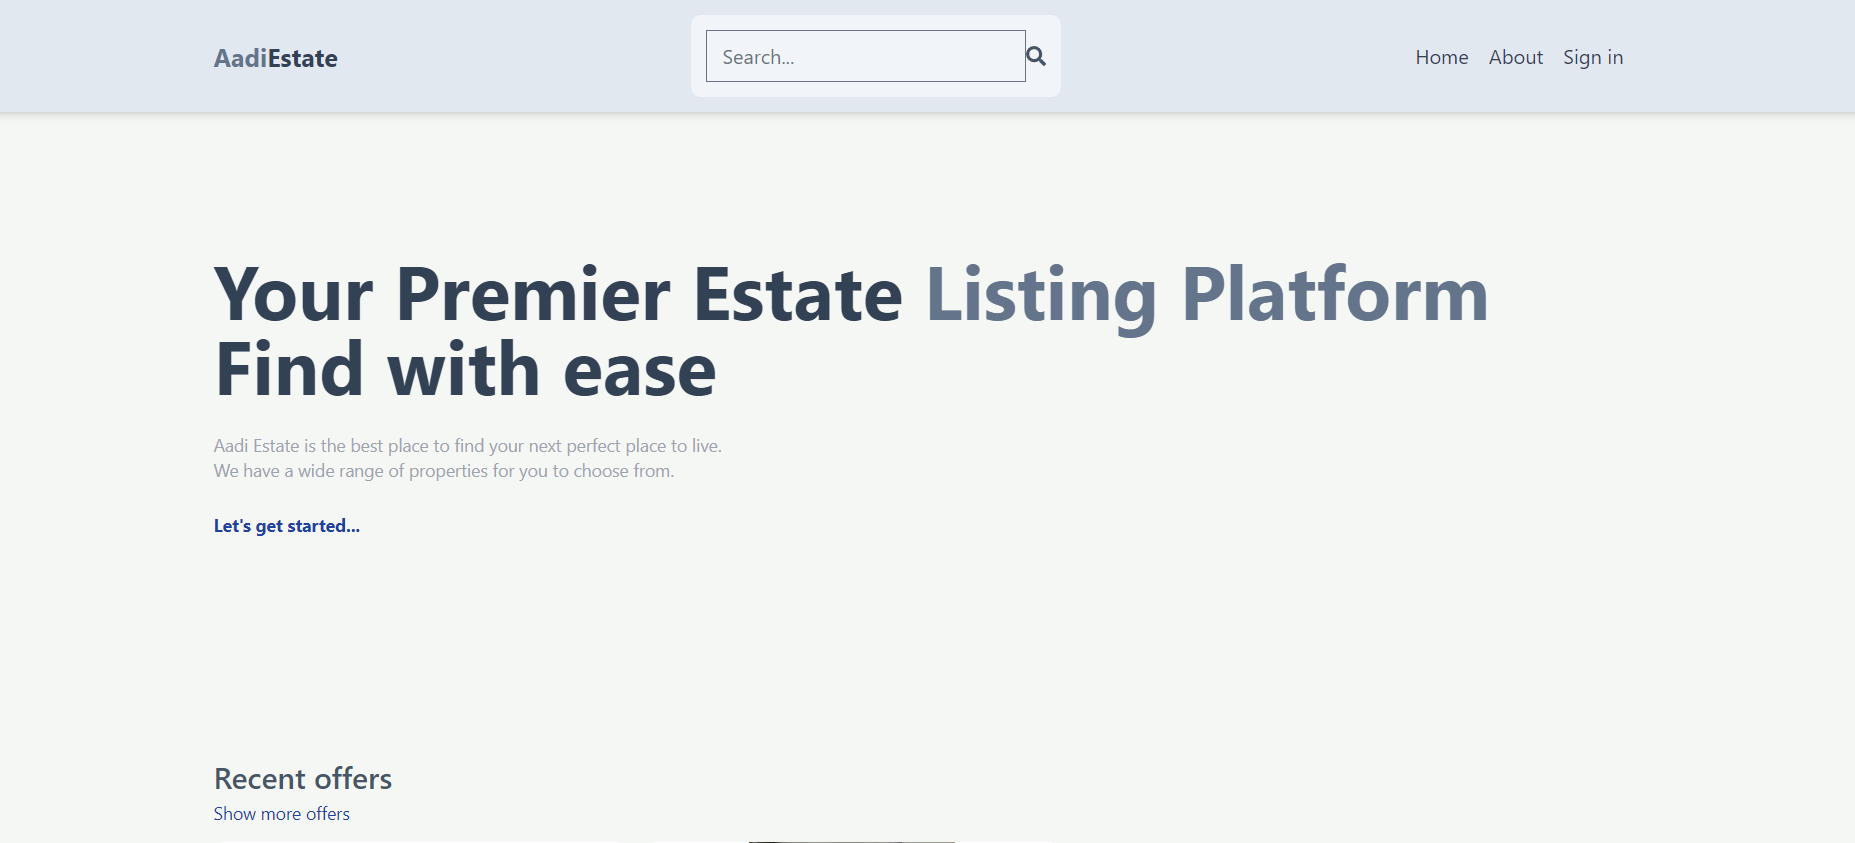 AadiEstate
Search...
Home About Sign in
Your Premier Estate Listing Platform
Find with ease
Aadi Estate is the best place to find your next perfect place to live.
We have a wide range of properties for you to choose from.
Let's get started...
Recent offers
Show more offers